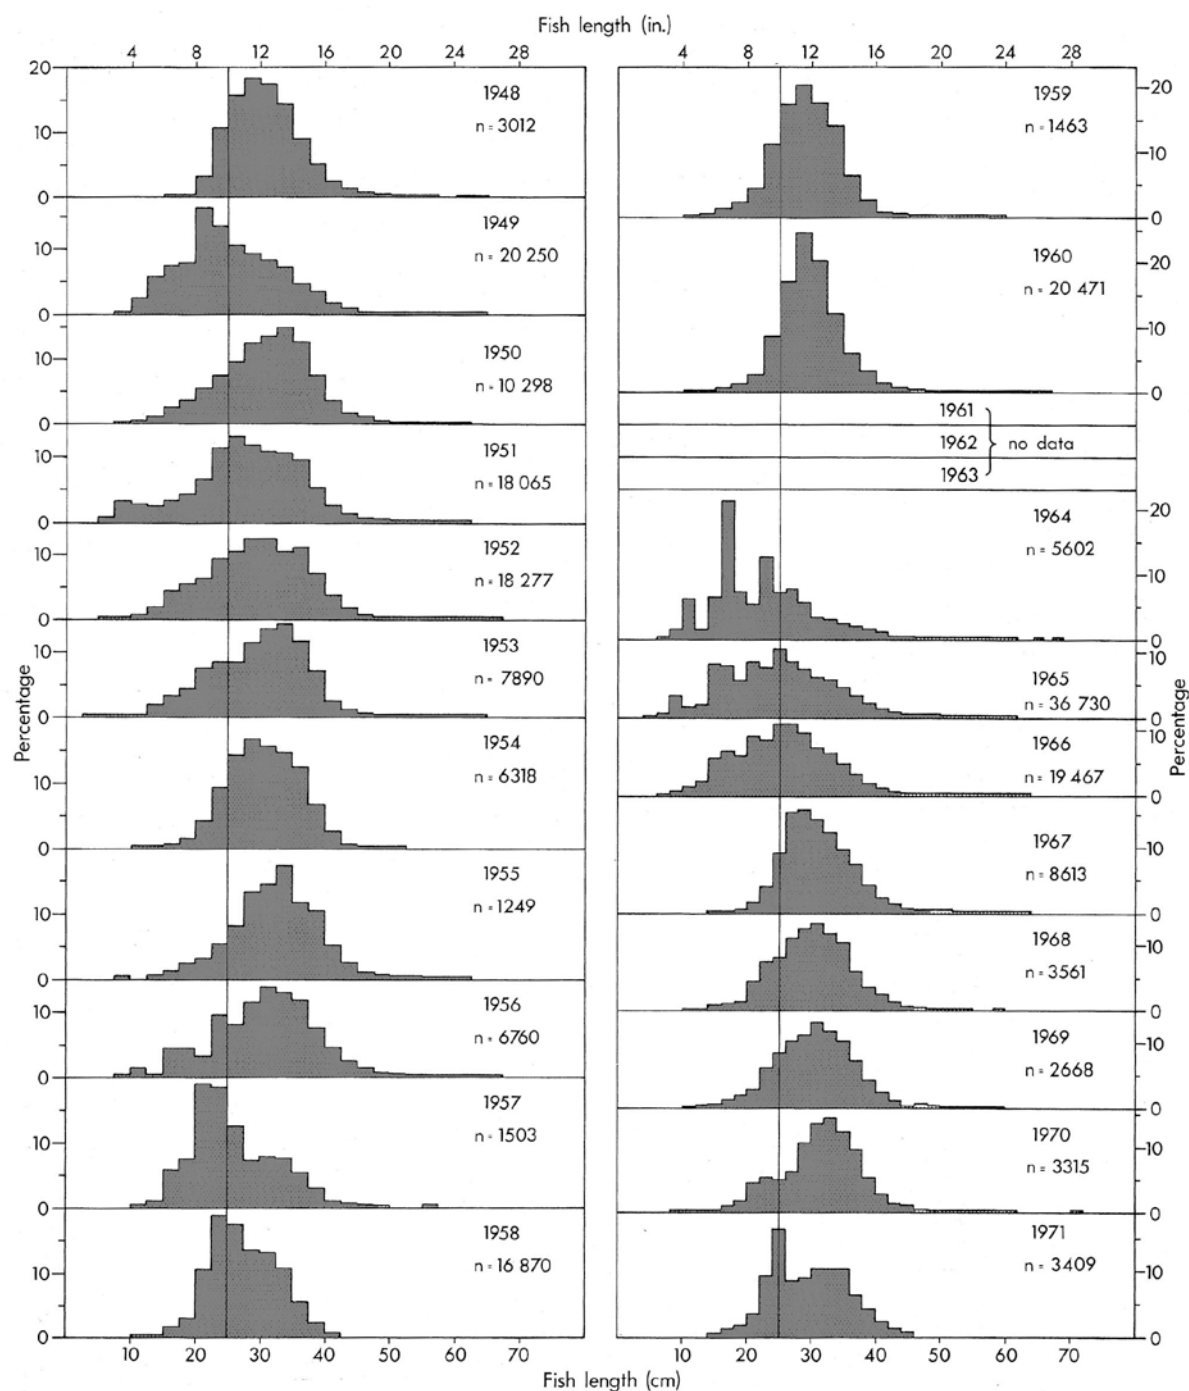 Fish length (in.)
4 8 12 16 20 24 28
4 8 12 16 20 24 28
Percentage
20
10
0
1948
n = 3012
10
0
1949
n = 20 250
10
0
1950
n = 10 298
10
0
1951
n = 18 065
10
0
1952
n = 18 277
10
0
1953
n = 7890
10
0
1954
n = 6318
10
0
1955
n = 1249
10
0
1956
n = 6760
10
0
1957
n = 1503
10
0
1958
n = 16 870
10 20 30 40 50 60 70
1959
n = 1463
20
10
0
1960
n = 20 471
20
10
0
1961
1962 no data
1963
1964
n = 5602
20
10
0
1965
n = 36 730
10
0
1966
n = 19 467
10
0
1967
n = 8613
10
0
1968
n = 3561
10
0
1969
n = 2668
10
0
1970
n = 3315
10
0
1971
n = 3409
10
0
10 20 30 40 50 60 70
Percentage
Fish length (cm)